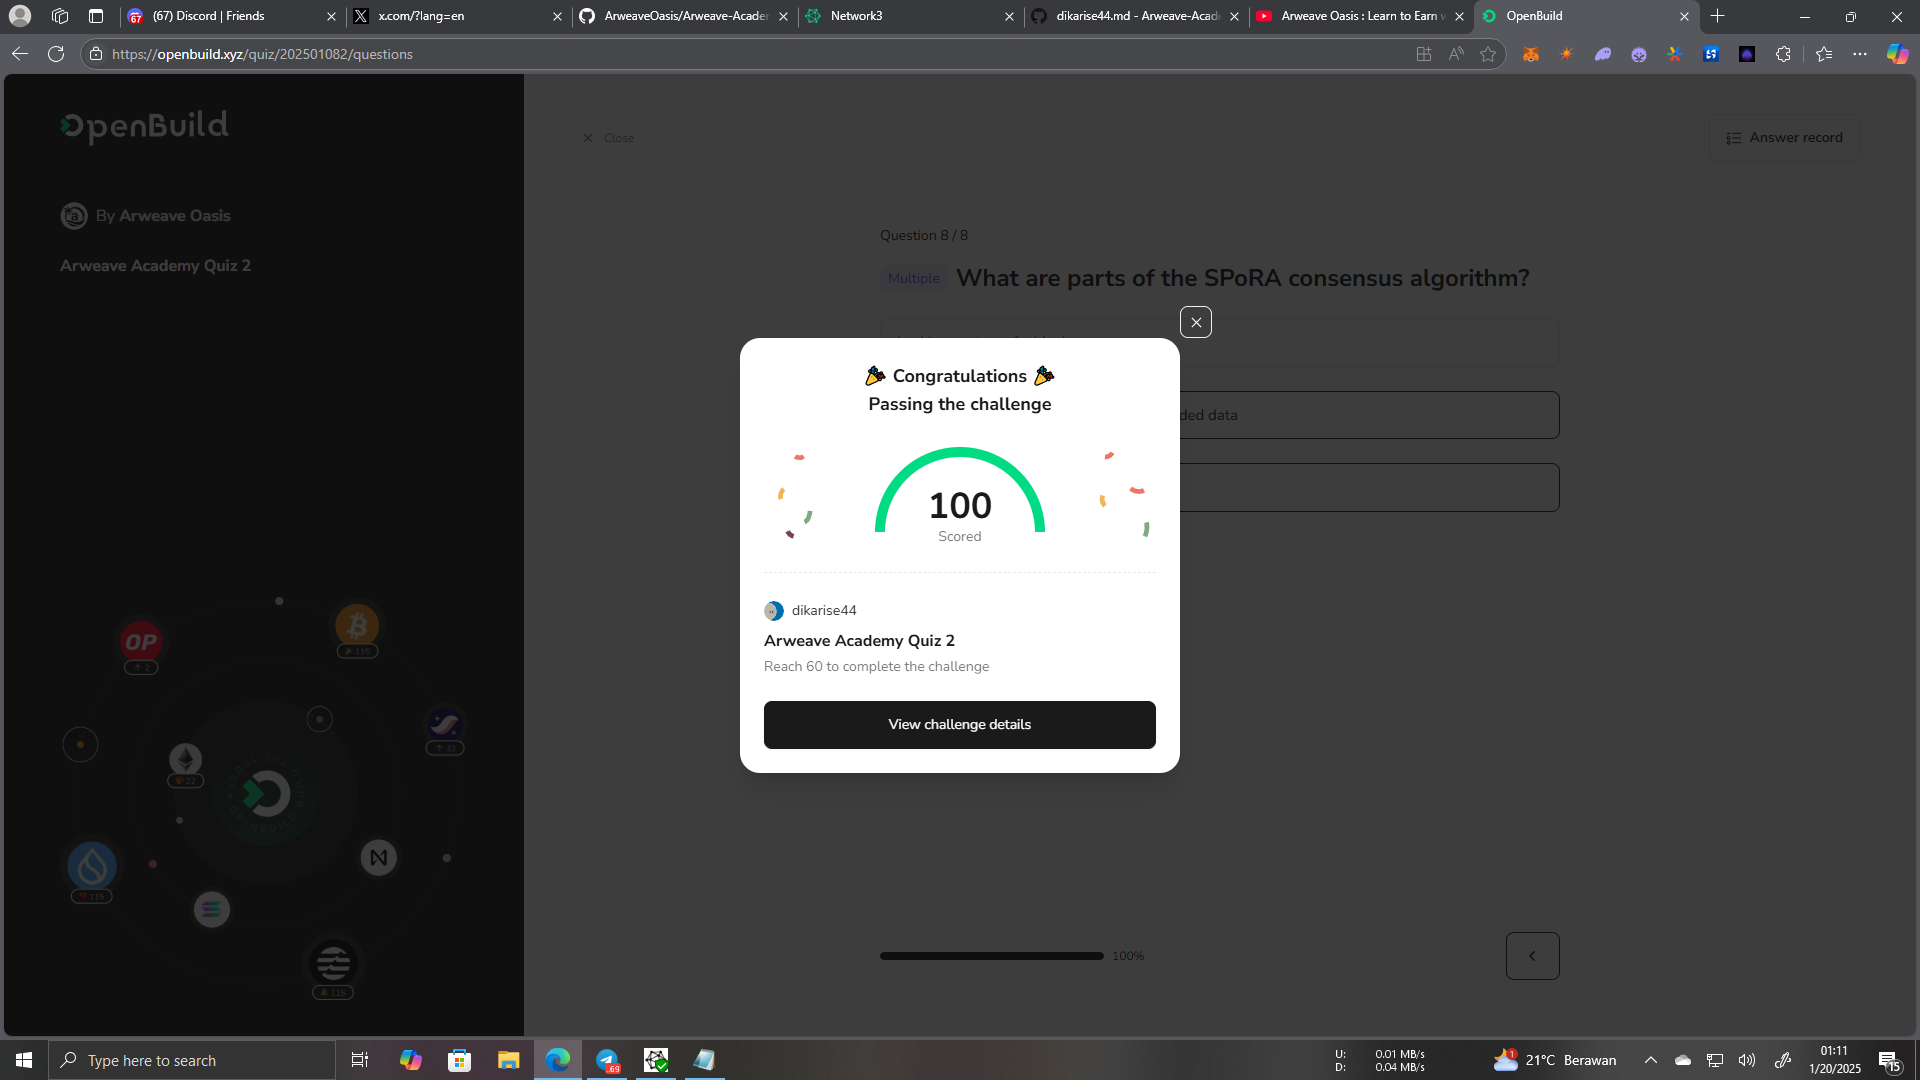 (67) Discord | Friends
x.com/?lang=en
ArweaveOasis/Arweave-Acader
Network3
dikarise44.md - Arweave-Acade
Arweave Oasis : Learn to Earn w
OpenBuild
https://openbuild.xyz/quiz/202501082/questions
OpenBuild
Close
Answer record
By Arweave Oasis
Arweave Academy Quiz 2
Question 8 / 8
Multiple What are parts of the SPoRA consensus algorithm?
ded data
Congratulations
Passing the challenge
100
Scored
dikarise44
Arweave Academy Quiz 2
Reach 60 to complete the challenge
View challenge details
OP
2
115
32
22
115
115
100%
Type here to search
.69
U: 0.01 MB/s
D: 0.04 MB/s
1
21°C Berawan
01:11
1/20/2025
15